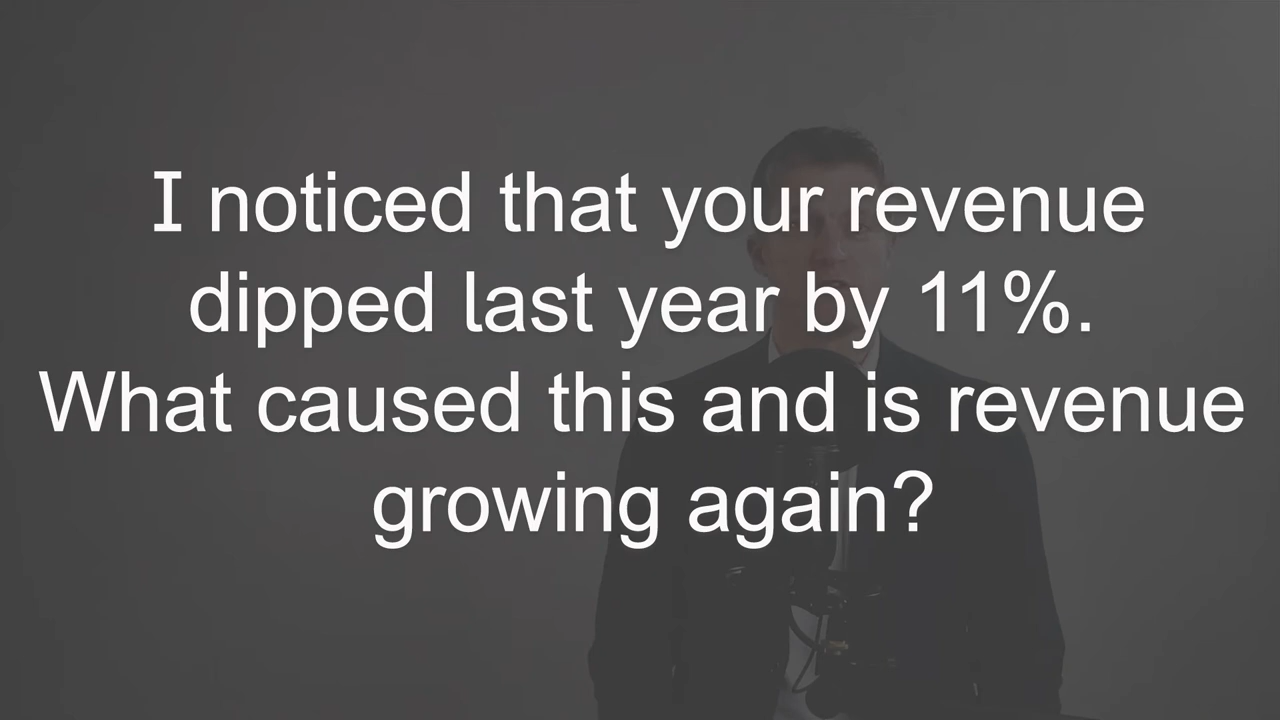 I noticed that your revenue
dipped last year by 11%.
What caused this and is revenue
growing again?